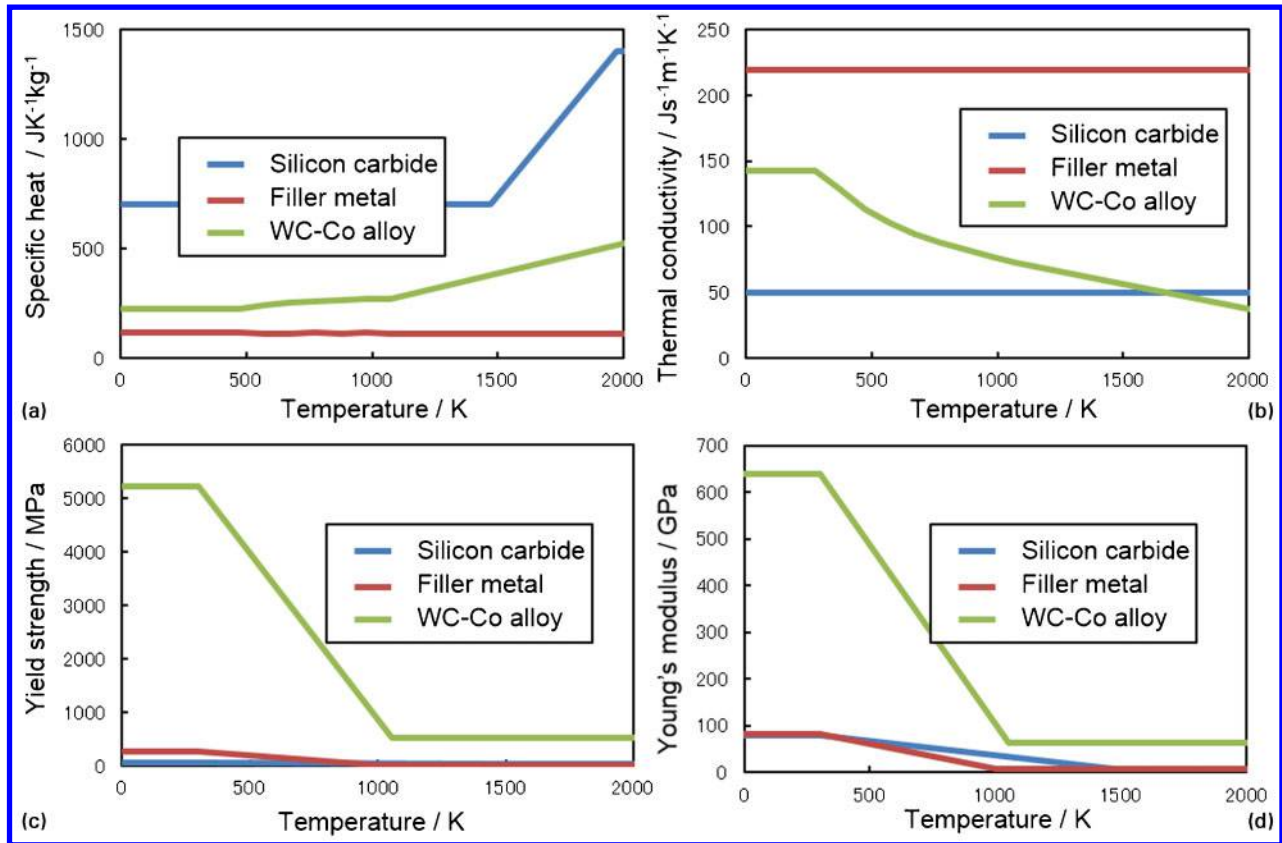 1500
1000
500
0
Specific heat / JK⁻¹kg⁻¹
Silicon carbide
Filler metal
WC-Co alloy
0 500 1000 1500 2000
Temperature / K
(a)
250
200
150
100
50
0
Thermal conductivity / Js⁻¹m⁻¹K⁻¹
Silicon carbide
Filler metal
WC-Co alloy
0 500 1000 1500 2000
Temperature / K
(b)
6000
5000
4000
3000
2000
1000
0
Yield strength / MPa
Silicon carbide
Filler metal
WC-Co alloy
0 500 1000 1500 2000
Temperature / K
(c)
700
600
500
400
300
200
100
0
Young's modulus / GPa
Silicon carbide
Filler metal
WC-Co alloy
0 500 1000 1500 2000
Temperature / K
(d)